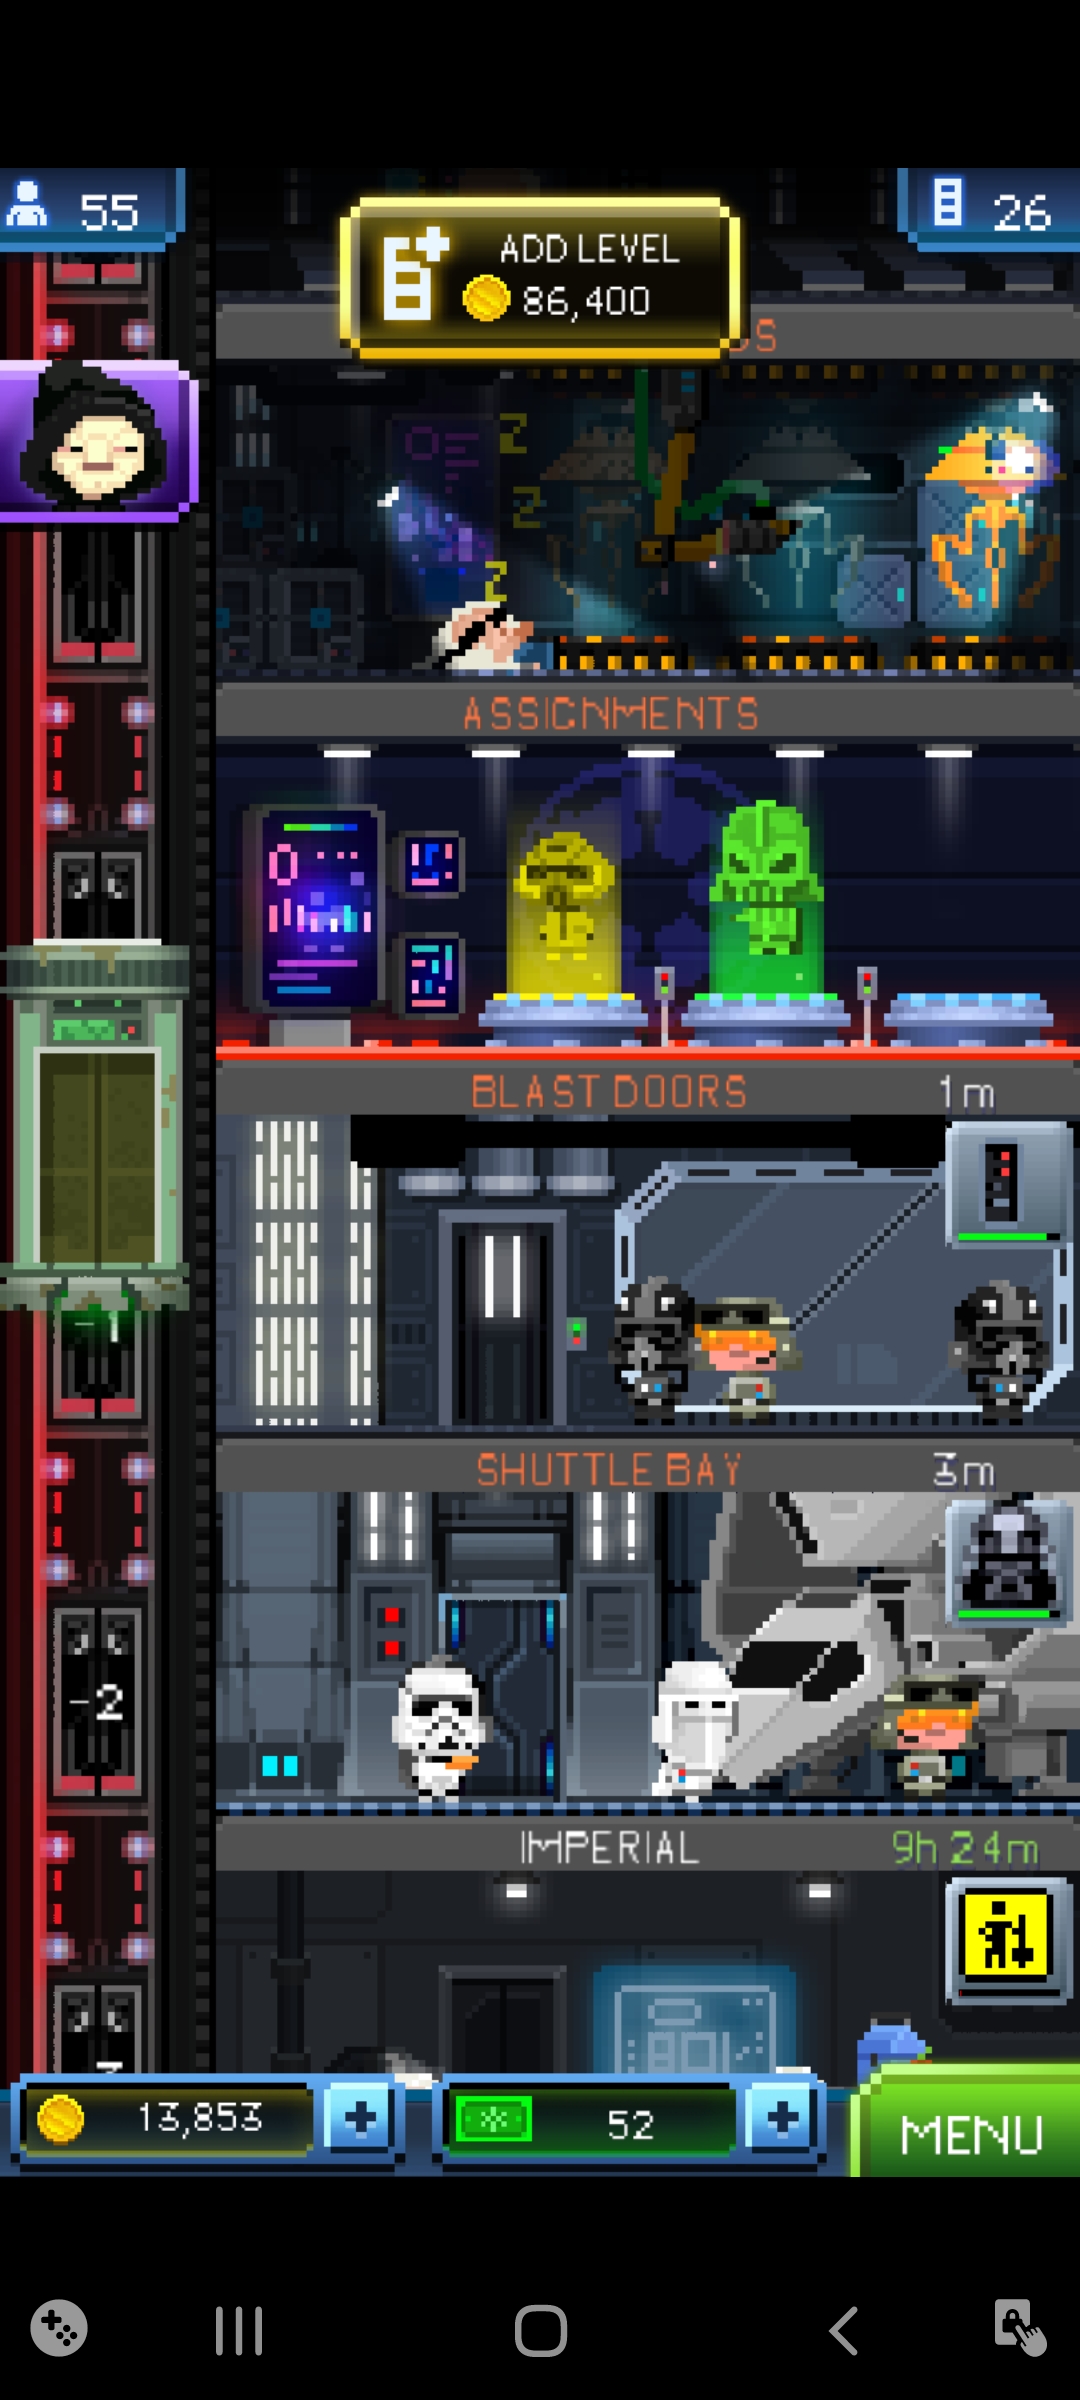 55
ADD LEVEL
86,400
26
DS
Z
Z
Z
ASSIGNMENTS
BLAST DOORS 1m
-1
SHUTTLE BAY 3m
-2
IMPERIAL 9h 24m
13,853
52
MENU